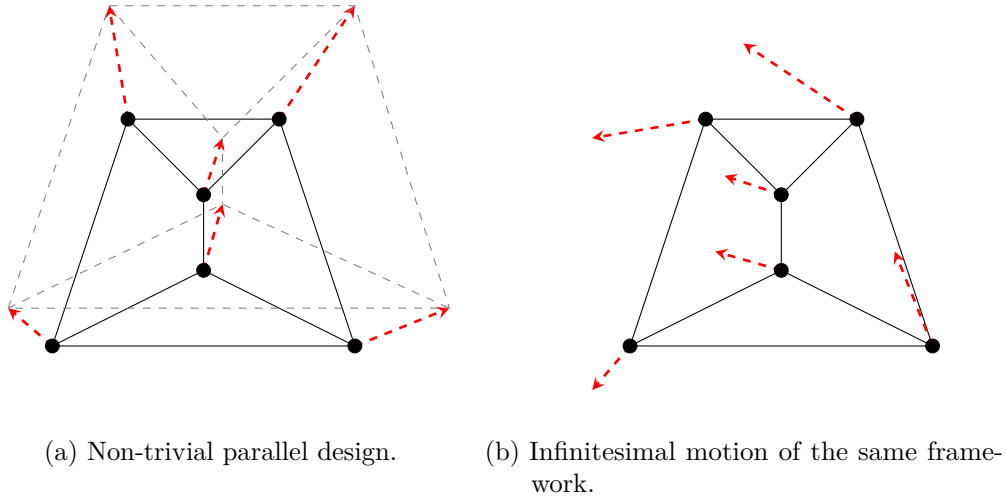 (a) Non-trivial parallel design.
(b) Infinitesimal motion of the same frame-
work.